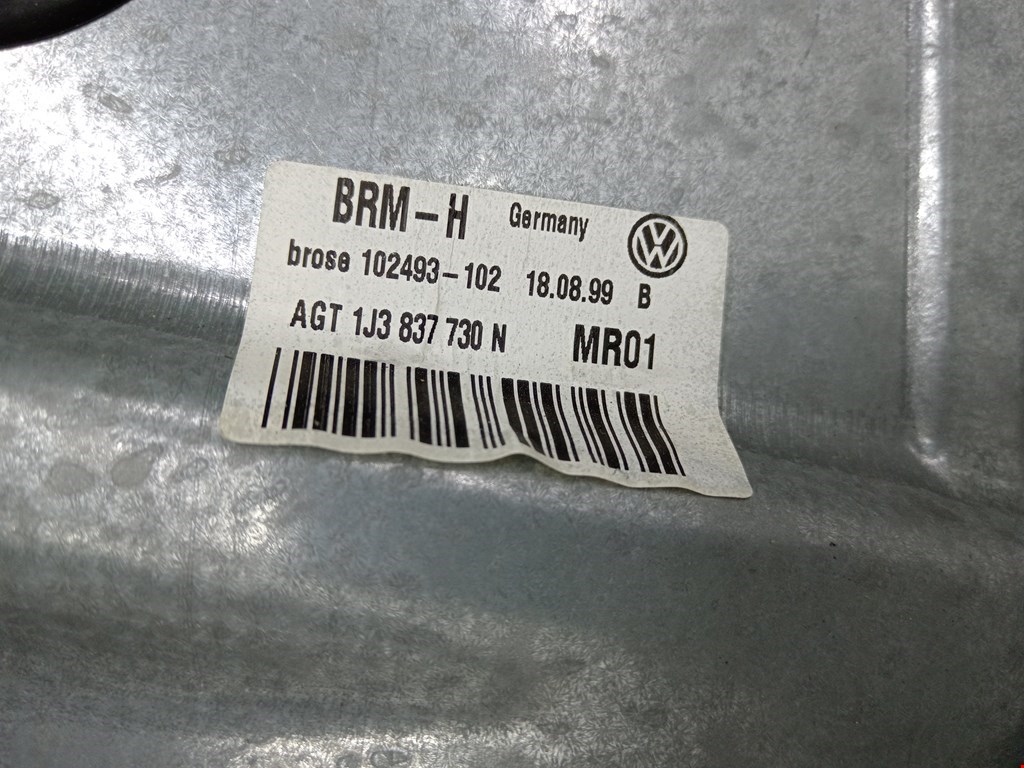 BRM-H Germany
brose 102493-102 18.08.99 B
AGT 1J3 837 730 N MR01